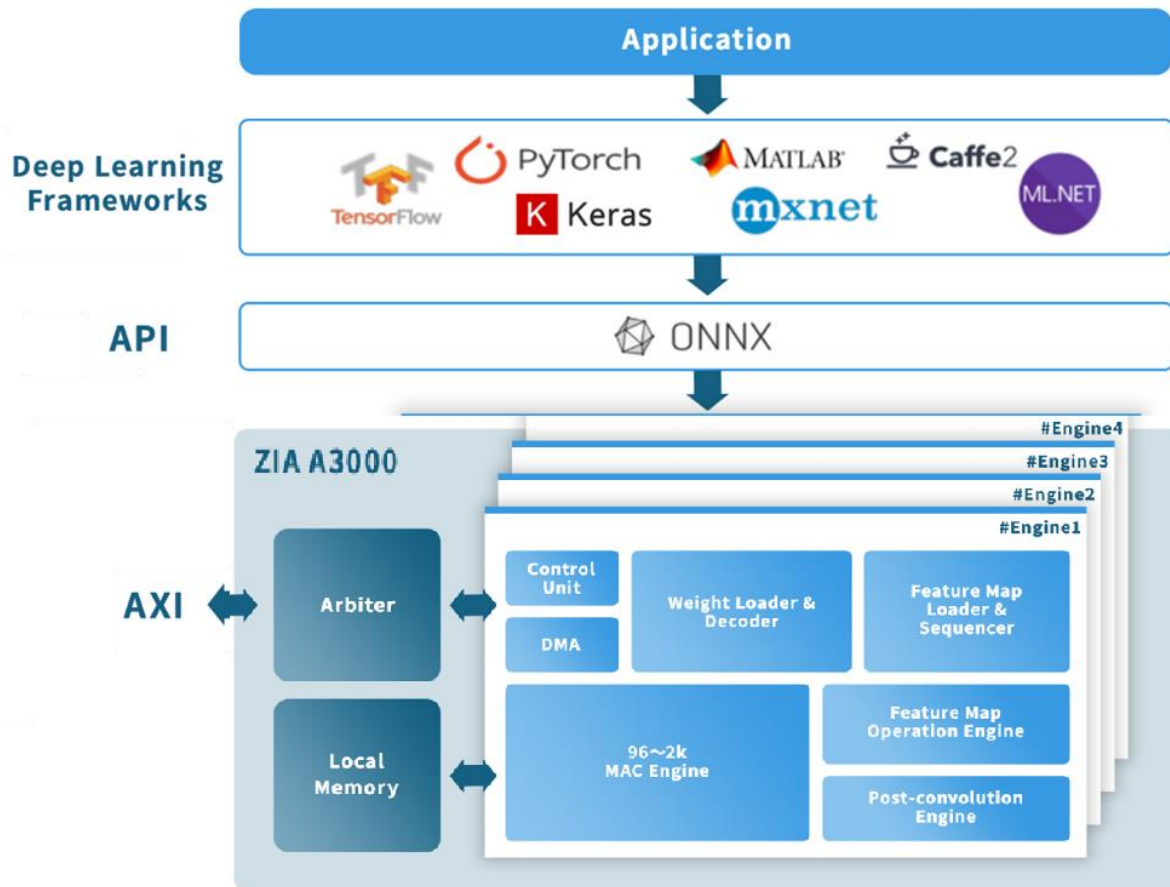 Application
Deep Learning
Frameworks
TensorFlow
PyTorch
MATLAB®
Caffe2
K Keras
mxnet
ML.NET
API
ONNX
ZIA A3000
#Engine4
#Engine3
#Engine2
#Engine1
AXI
Arbiter
Control
Unit
DMA
Weight Loader &
Decoder
Feature Map
Loader &
Sequencer
Local
Memory
96～2k
MAC Engine
Feature Map
Operation Engine
Post-convolution
Engine